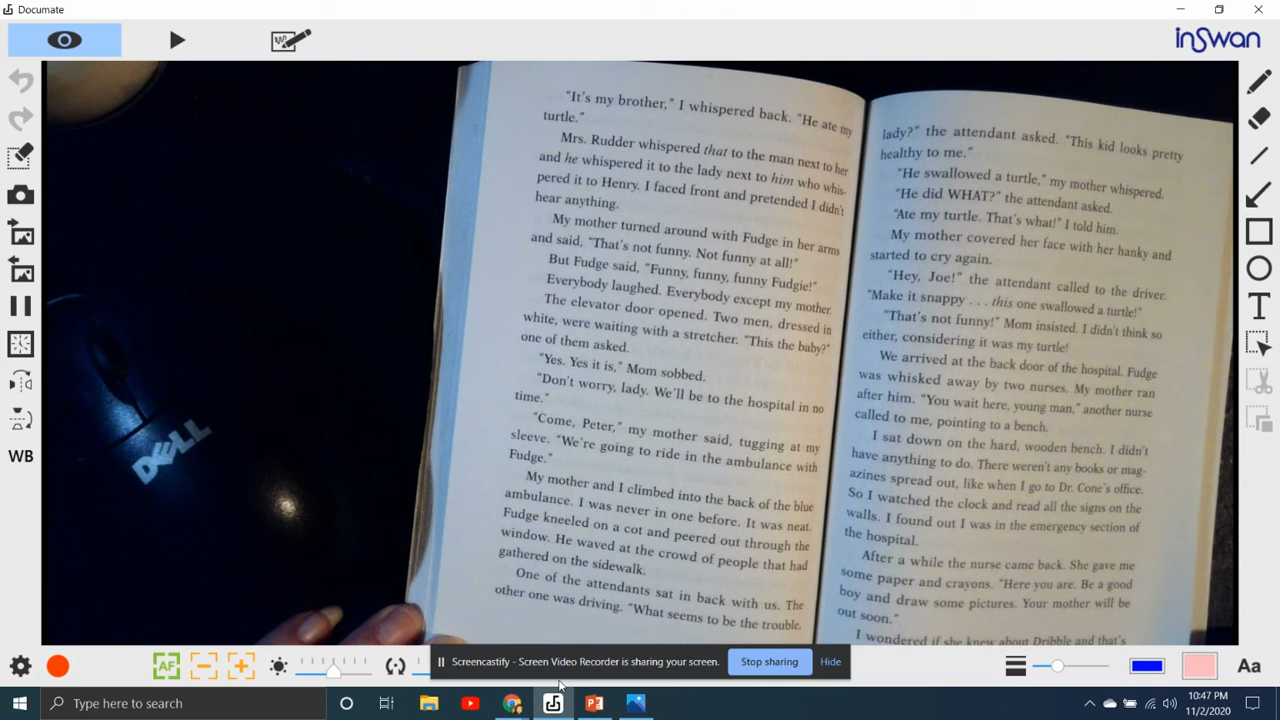 Documate
inswan
"It's my brother," I whispered back. "He ate my
turtle."
Mrs. Rudder whispered that to the man next to her
and he whispered it to the lady next to him who whis-
pered it to Henry. I faced front and pretended I didn't
hear anything.
My mother turned around with Fudge in her arms
and said, "That's not funny. Not funny at all!"
But Fudge said, "Funny, funny, funny Fudgie!"
Everybody laughed. Everybody except my mother.
The elevator door opened. Two men, dressed in
white, were waiting with a stretcher. "This the baby?"
one of them asked.
"Yes. Yes it is," Mom sobbed.
"Don't worry, lady. We'll be to the hospital in no
time."
"Come, Peter," my mother said, tugging at my
sleeve. "We're going to ride in the ambulance with
Fudge."
My mother and I climbed into the back of the blue
ambulance. I was never in one before. It was neat.
Fudge kneeled on a cot and peered out through the
window. He waved at the crowd of people that had
gathered on the sidewalk.
One of the attendants sat in back with us. The
other one was driving. "What seems to be the trouble,
lady?" the attendant asked. "This kid looks pretty
healthy to me."
"He swallowed a turtle," my mother whispered.
"He did WHAT?" the attendant asked.
"Ate my turtle. That's what!" I told him.
My mother covered her face with her hanky and
started to cry again.
"Hey, Joe!" the attendant called to the driver.
"Make it snappy . . . this one swallowed a turtle!"
"That's not funny!" Mom insisted. I didn't think so
either, considering it was my turtle!
We arrived at the back door of the hospital. Fudge
was whisked away by two nurses. My mother ran
after him. "You wait here, young man," another nurse
called to me, pointing to a bench.
I sat down on the hard, wooden bench. I didn't
have anything to do. There weren't any books or mag-
azines spread out, like when I go to Dr. Cone's office.
So I watched the clock and read all the signs on the
walls. I found out I was in the emergency section of
the hospital.
After a while the nurse came back. She gave me
some paper and crayons. "Here you are. Be a good
boy and draw some pictures. Your mother will be
out soon."
I wondered if she knew about Dribble and that's
DELL
WB
T
AF
Aa
Screencastify - Screen Video Recorder is sharing your screen.
Stop sharing
Hide
Type here to search
10:47 PM
11/2/2020